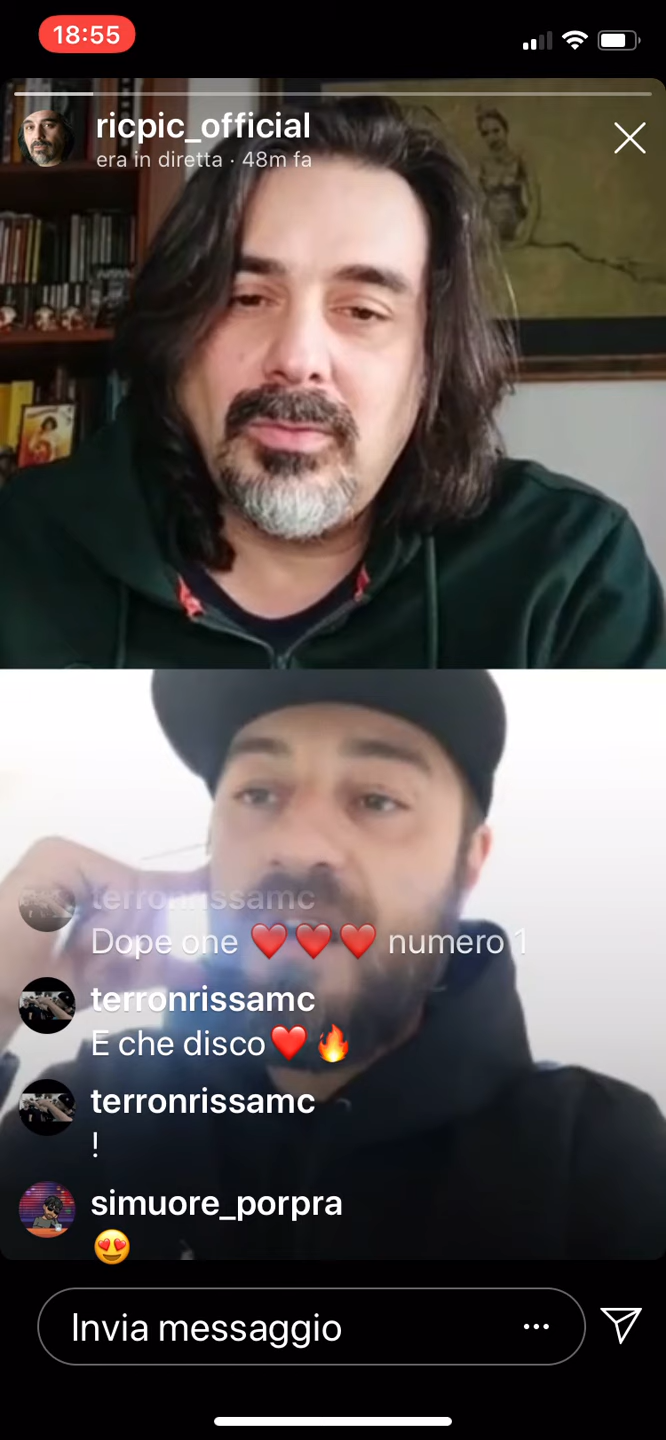 18:55
ricpic_official
era in diretta · 48m fa
terronrissamc
Dope one ❤️❤️❤️ numero 1
terronrissamc
E che disco❤️🔥
terronrissamc
!
simuore_porpra
😍
Invia messaggio